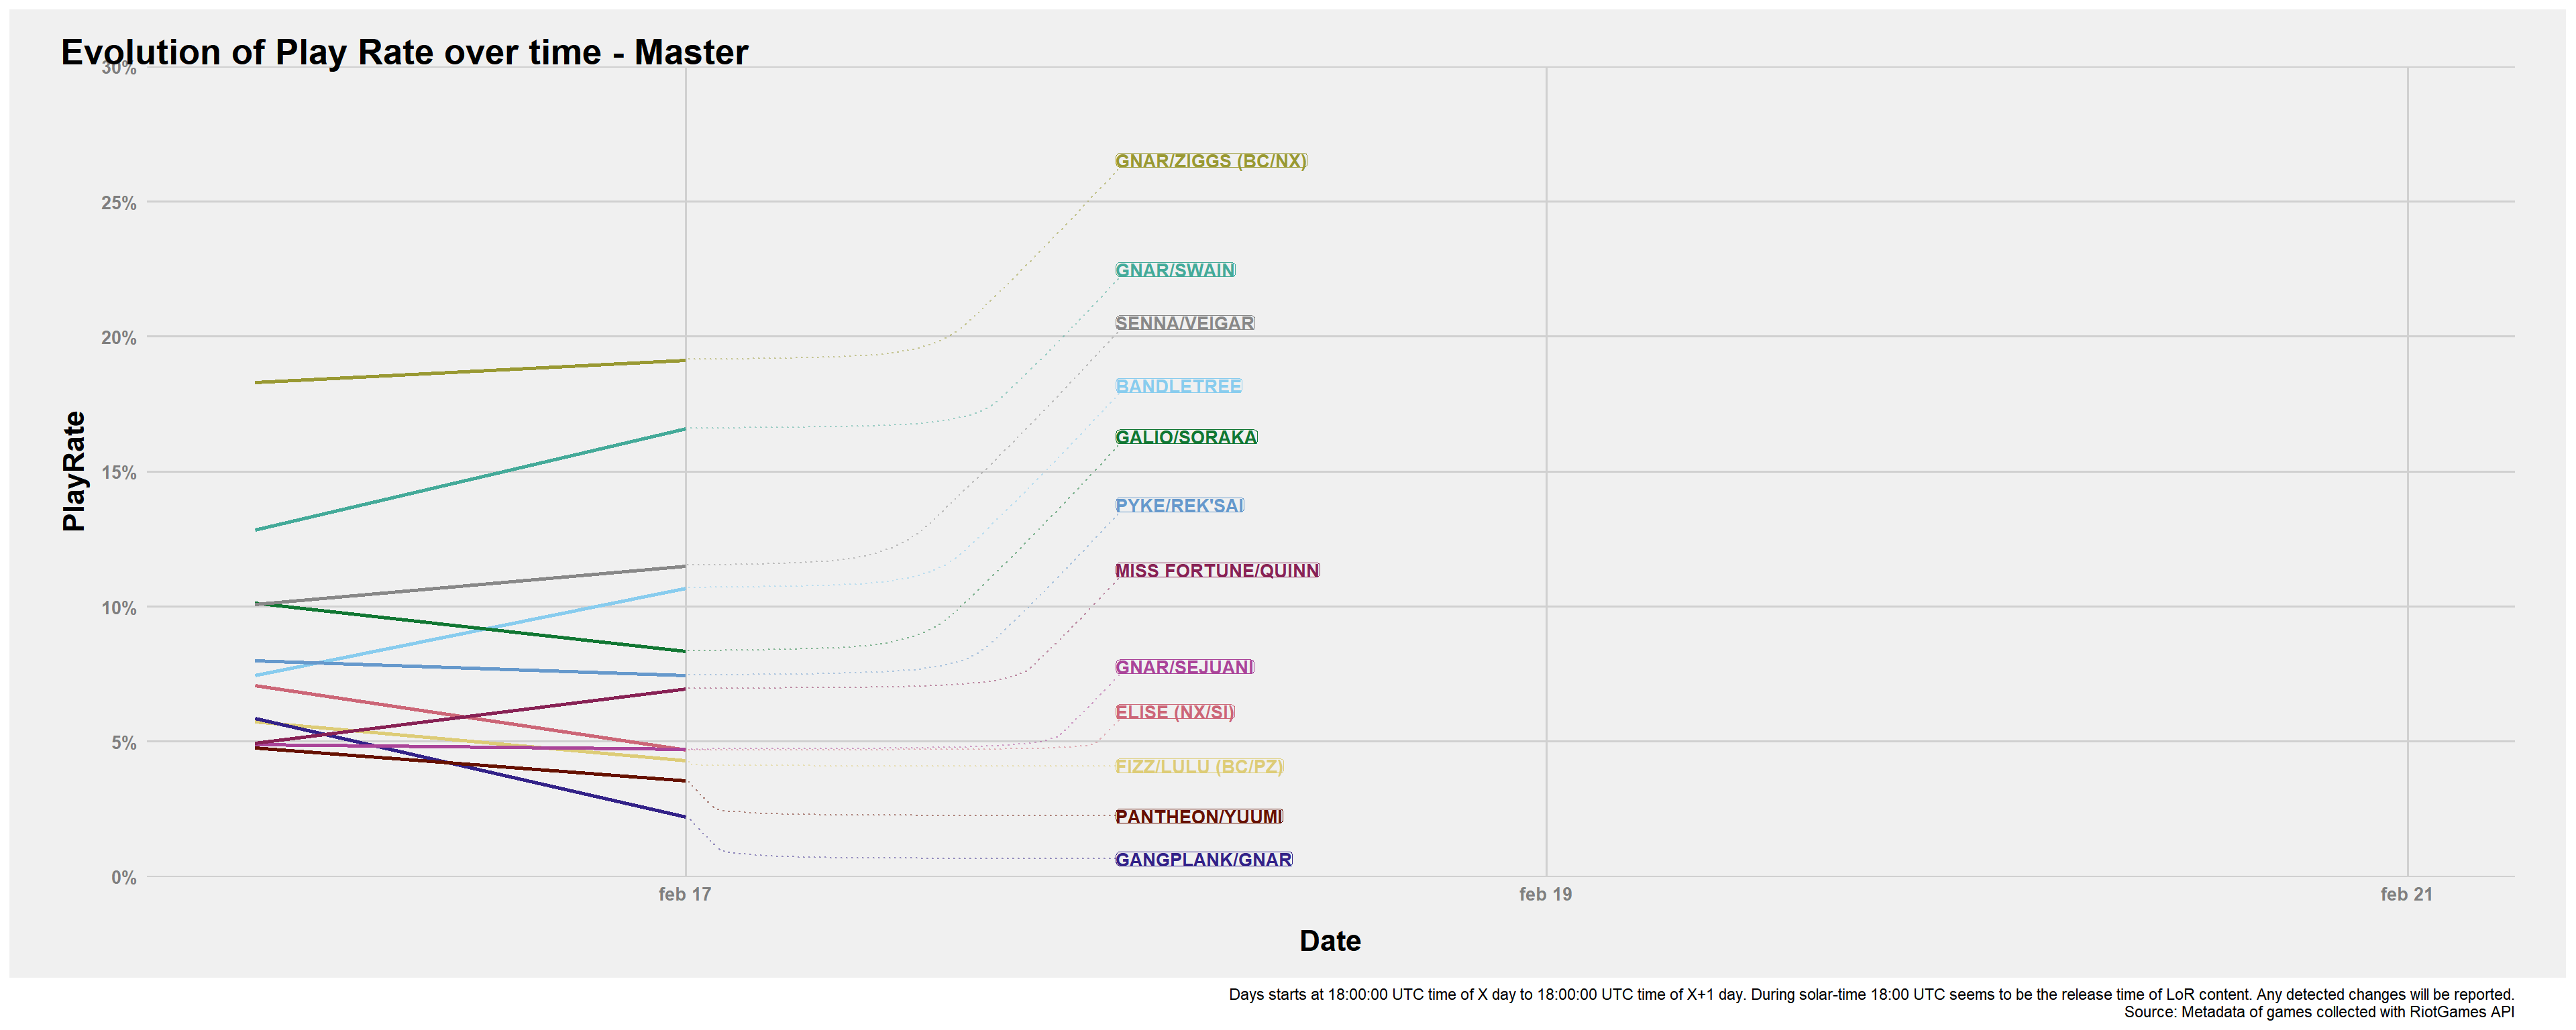 Evolution of Play Rate over time - Master
30%
25%
20%
15%
10%
5%
0%
PlayRate
GNAR/ZIGGS (BC/NX)
GNAR/SWAIN
SENNA/VEIGAR
BANDLETREE
GALIO/SORAKA
PYKE/REK'SAI
MISS FORTUNE/QUINN
GNAR/SEJUANI
ELISE (NX/SI)
FIZZ/LULU (BC/PZ)
PANTHEON/YUUMI
GANGPLANK/GNAR
feb 17
feb 19
feb 21
Date
Days starts at 18:00:00 UTC time of X day to 18:00:00 UTC time of X+1 day. During solar-time 18:00 UTC seems to be the release time of LoR content. Any detected changes will be reported.
Source: Metadata of games collected with RiotGames API